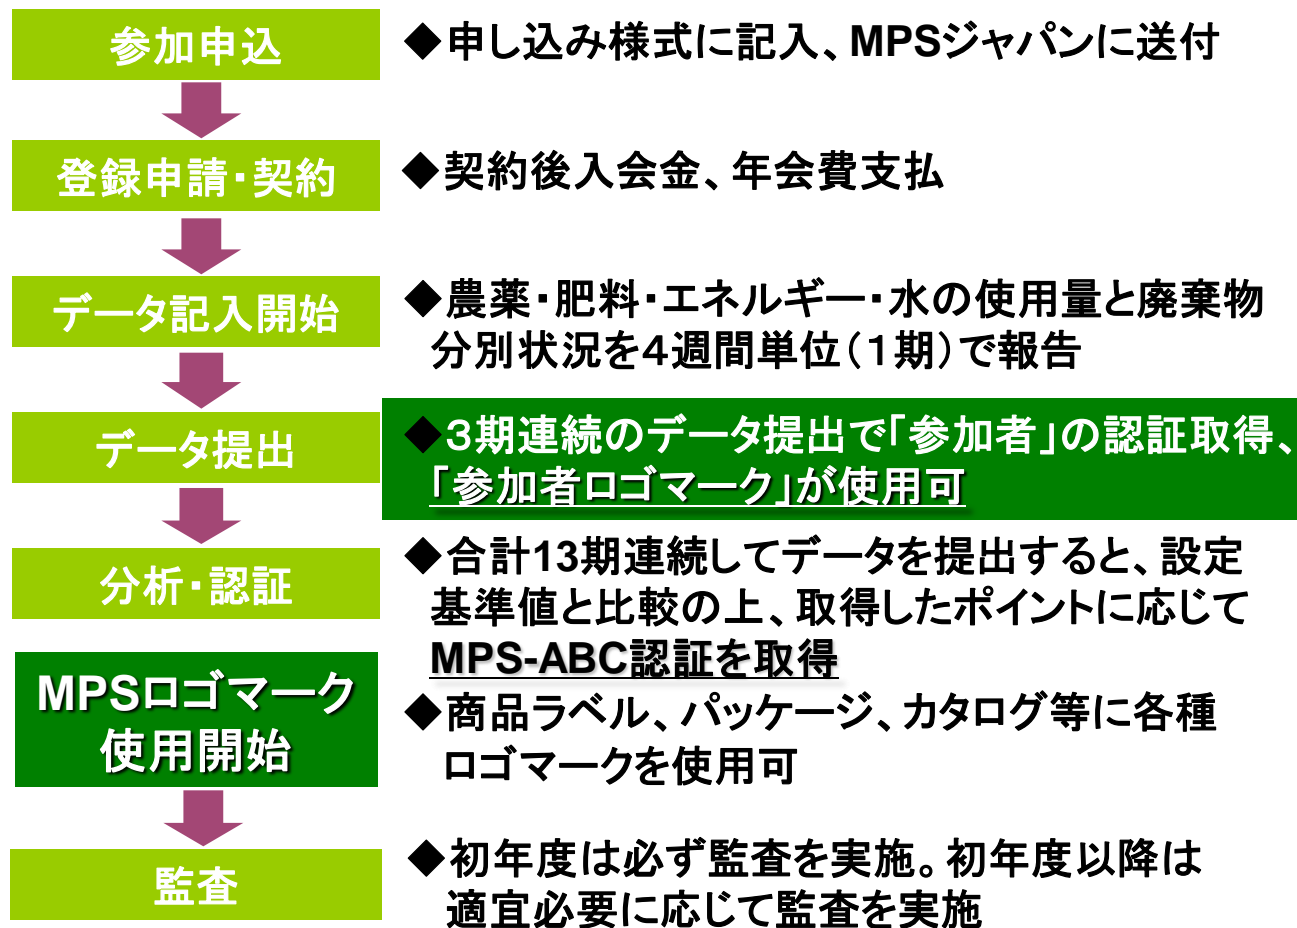 参加申込
◆申し込み様式に記入、MPSジャパンに送付
登録申請・契約
◆契約後入会金、年会費支払
データ記入開始
◆農薬・肥料・エネルギー・水の使用量と廃棄物
分別状況を４週間単位（１期）で報告
データ提出
◆３期連続のデータ提出で「参加者」の認証取得、
「参加者ロゴマーク」が使用可
分析・認証
◆合計13期連続してデータを提出すると、設定
基準値と比較の上、取得したポイントに応じて
MPS-ABC認証を取得
MPSロゴマーク
使用開始
◆商品ラベル、パッケージ、カタログ等に各種
ロゴマークを使用可
監査
◆初年度は必ず監査を実施。初年度以降は
適宜必要に応じて監査を実施